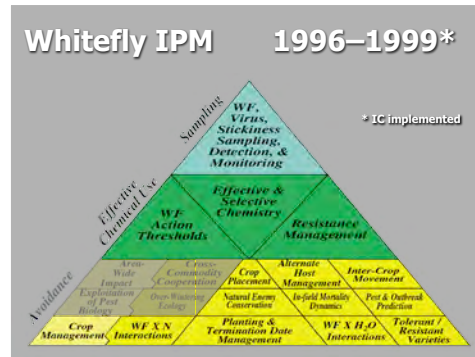 Whitefly IPM 1996–1999*
* IC implemented
Sampling
WF,
Virus,
Stickiness
Sampling,
Detection, &
Monitoring
Effective
Chemical Use
WF
Action
Thresholds
Effective &
Selective
Chemistry
Resistance
Management
Avoidance
Area-
Wide
Impact
Cross-
Commodity
Cooperation
Crop
Placement
Alternate
Host
Management
Inter-Crop
Movement
Exploitation
of Pest
Biology
Over-Wintering
Ecology
Natural Enemy
Conservation
In-field Mortality
Dynamics
Pest & Outbreak
Prediction
Crop
Management
WF X N
Interactions
Planting &
Termination Date
Management
WF X H2O
Interactions
Tolerant /
Resistant
Varieties